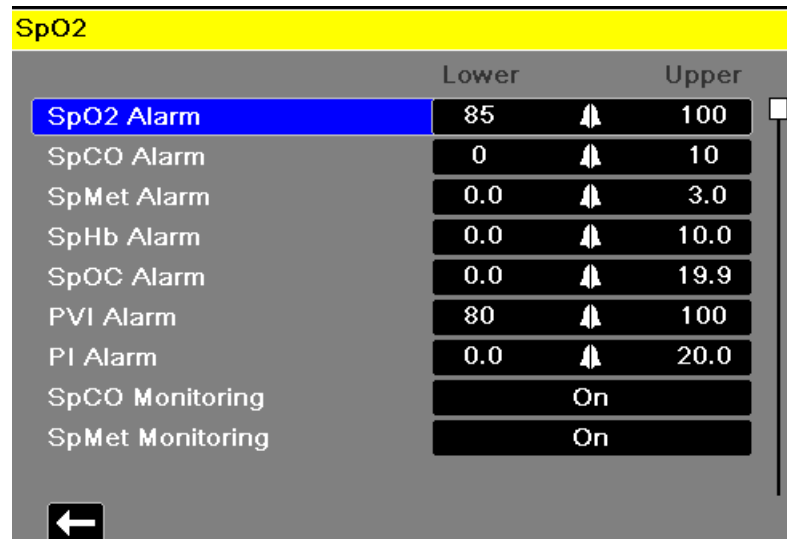 SpO2
Lower Upper
SpO2 Alarm 85 100
SpCO Alarm 0 10
SpMet Alarm 0.0 3.0
SpHb Alarm 0.0 10.0
SpOC Alarm 0.0 19.9
PVI Alarm 80 100
PI Alarm 0.0 20.0
SpCO Monitoring On
SpMet Monitoring On